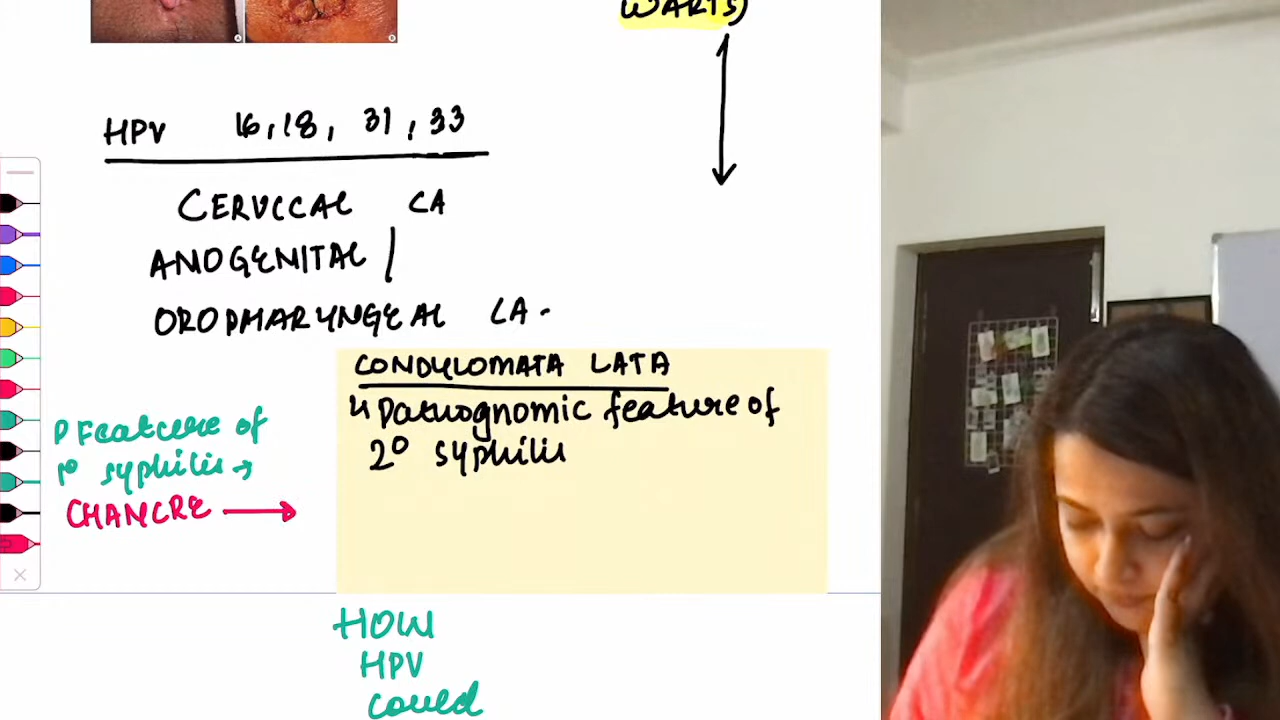 WARTS)
HPV 16, 18, 31, 33
CERVICAL CA
ANOGENITAL /
OROPHARYNGEAL CA.
CONDYLOMATA LATA
↳ Pathognomic feature of
2° syphilis
P Feature of
1° syphilis →
CHANCRE →
HOW
HPV
could